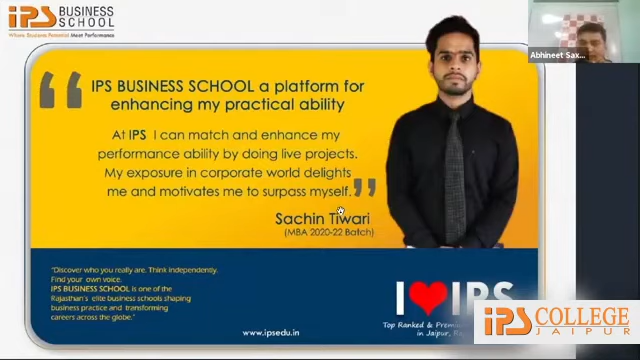 IPS BUSINESS
SCHOOL
Where Students Potential Meet Performance
Abhineet Sax...
IPS BUSINESS SCHOOL a platform for
enhancing my practical ability
At IPS I can match and enhance my
performance ability by doing live projects.
My exposure in corporate world delights
me and motivates me to surpass myself.
Sachin Tiwari
(MBA 2020-22 Batch)
"Discover who you really are. Think independently.
Find your own voice.
IPS BUSINESS SCHOOL is one of the
Rajasthan's elite business schools shaping
business practice and transforming
careers across the globe."
www.ipsedu.in
I IPS
Top Ranked &
in Jaipur,
IPS COLLEGE
JAIPUR